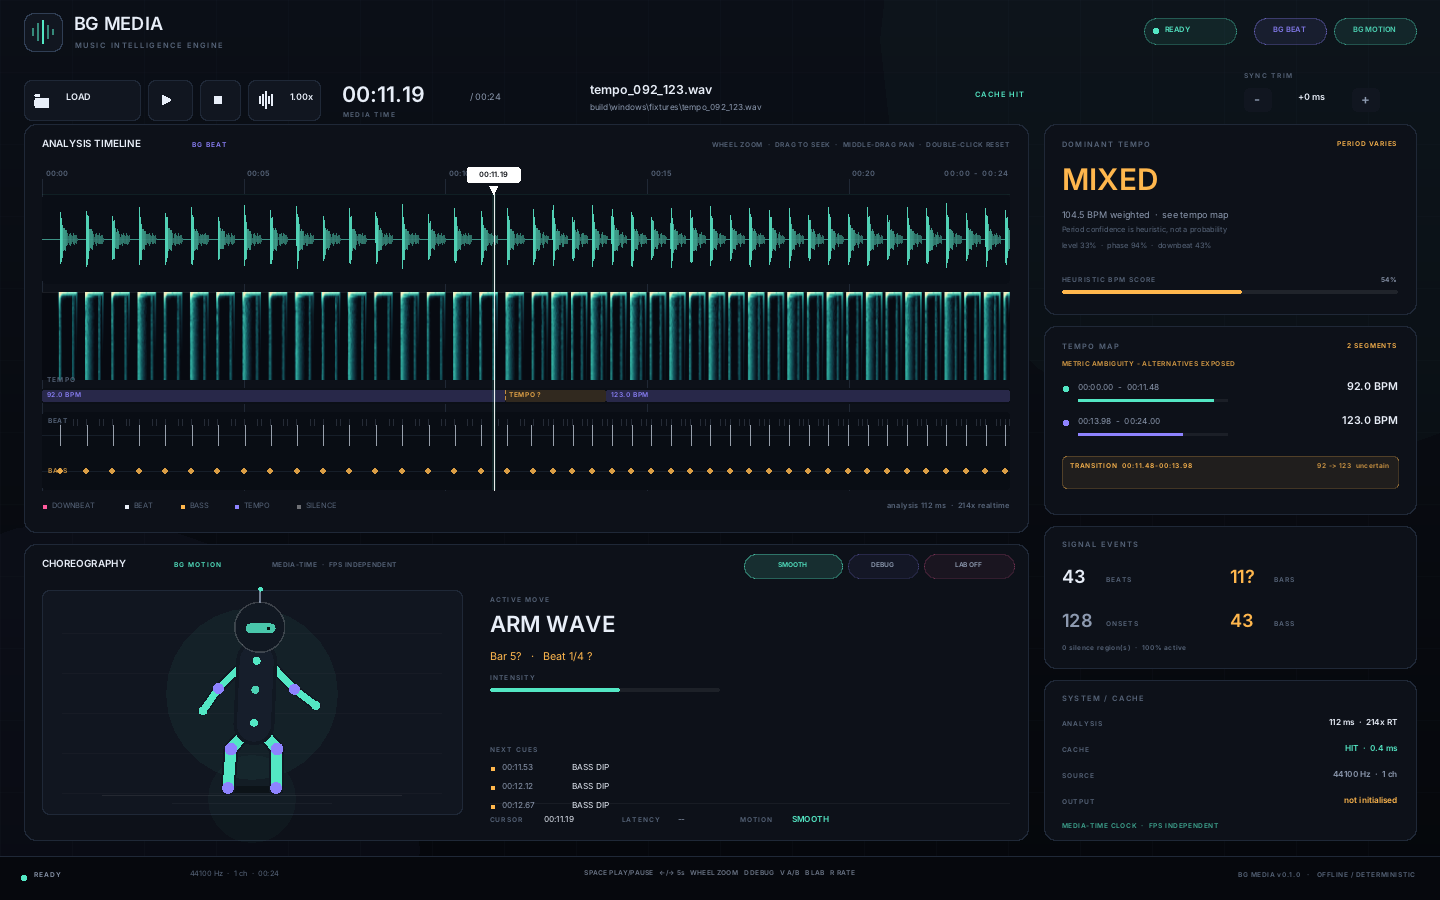 BG MEDIA
MUSIC INTELLIGENCE ENGINE
READY
BG BEAT
BG MOTION
LOAD
1.00x
00:11.19
/ 00:24
MEDIA TIME
tempo_092_123.wav
build\windows\fixtures\tempo_092_123.wav
CACHE HIT
SYNC TRIM
- +0 ms +
ANALYSIS TIMELINE
BG BEAT
WHEEL ZOOM · DRAG TO SEEK · MIDDLE-DRAG PAN · DOUBLE-CLICK RESET
00:00 00:05 00:11.19 00:15 00:20 00:00 - 00:24
TEMPO
92.0 BPM TEMPO ? 123.0 BPM
BEAT
BASS
DOWNBEAT BEAT BASS TEMPO SILENCE
analysis 112 ms · 214x realtime
CHOREOGRAPHY
BG MOTION
MEDIA-TIME · FPS INDEPENDENT
SMOOTH
DEBUG
LAB OFF
ACTIVE MOVE
ARM WAVE
Bar 5? · Beat 1/4 ?
INTENSITY
NEXT CUES
00:11.53 BASS DIP
00:12.12 BASS DIP
00:12.67 BASS DIP
CURSOR 00:11.19 LATENCY -- MOTION SMOOTH
DOMINANT TEMPO
PERIOD VARIES
MIXED
104.5 BPM weighted · see tempo map
Period confidence is heuristic, not a probability
level 33% · phase 94% · downbeat 43%
HEURISTIC BPM SCORE 54%
TEMPO MAP
2 SEGMENTS
METRIC AMBIGUITY - ALTERNATIVES EXPOSED
00:00.00 - 00:11.48 92.0 BPM
00:13.98 - 00:24.00 123.0 BPM
TRANSITION 00:11.48-00:13.98 92 -> 123 uncertain
SIGNAL EVENTS
43 BEATS 11? BARS
128 ONSETS 43 BASS
0 silence region(s) · 100% active
SYSTEM / CACHE
ANALYSIS 112 ms · 214x RT
CACHE HIT · 0.4 ms
SOURCE 44100 Hz · 1 ch
OUTPUT not initialised
MEDIA-TIME CLOCK · FPS INDEPENDENT
READY
44100 Hz · 1 ch · 00:24
SPACE PLAY/PAUSE ←/→ 5s WHEEL ZOOM D DEBUG V A/B B LAB R RATE
BG MEDIA v0.1.0 · OFFLINE / DETERMINISTIC